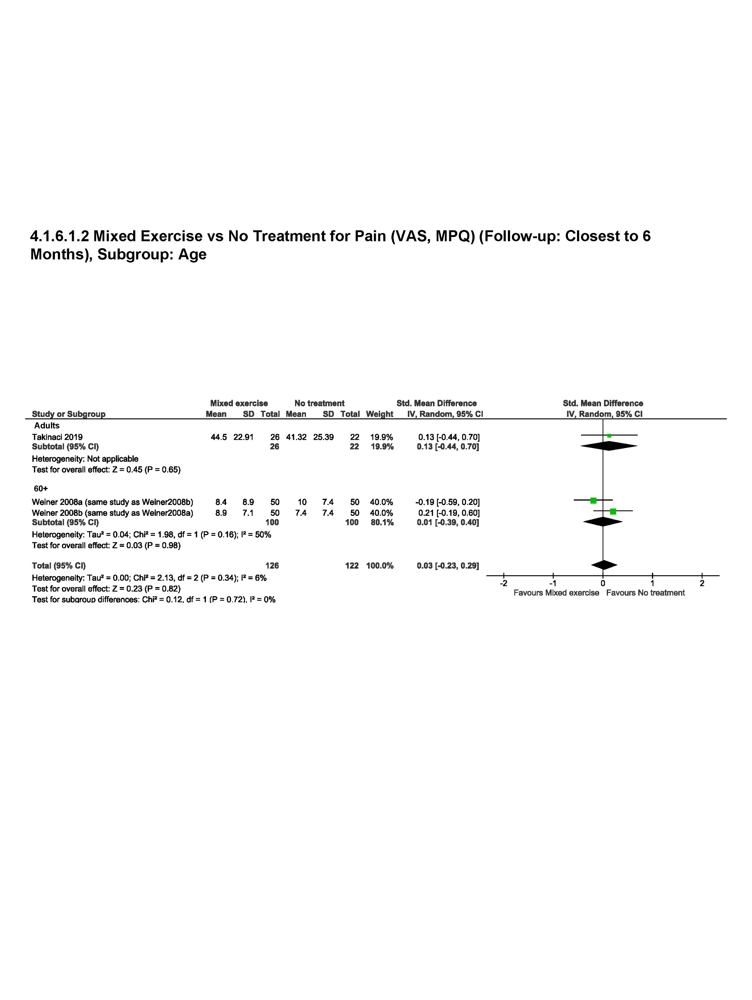 4.1.6.1.2 Mixed Exercise vs No Treatment for Pain (VAS, MPQ) (Follow-up: Closest to 6
Months), Subgroup: Age
Mixed exercise No treatment Std. Mean Difference Std. Mean Difference
Study or Subgroup Mean SD Total Mean SD Total Weight IV, Random, 95% CI IV, Random, 95% CI
Adults
Takinaci 2019 44.5 22.91 26 41.32 25.39 22 19.9% 0.13 [-0.44, 0.70]
Subtotal (95% CI) 26 22 19.9% 0.13 [-0.44, 0.70]
Heterogeneity: Not applicable
Test for overall effect: Z = 0.45 (P = 0.65)
60+
Weiner 2008a (same study as Weiner2008b) 8.4 8.9 50 10 7.4 50 40.0% -0.19 [-0.59, 0.20]
Weiner 2008b (same study as Weiner2008a) 8.9 7.1 50 7.4 7.4 50 40.0% 0.21 [-0.19, 0.60]
Subtotal (95% CI) 100 100 80.1% 0.01 [-0.39, 0.40]
Heterogeneity: Tau² = 0.04; Chi² = 1.98, df = 1 (P = 0.16); I² = 50%
Test for overall effect: Z = 0.03 (P = 0.98)
Total (95% CI) 126 122 100.0% 0.03 [-0.23, 0.29]
Heterogeneity: Tau² = 0.00; Chi² = 2.13, df = 2 (P = 0.34); I² = 6%
Test for overall effect: Z = 0.23 (P = 0.82)
Test for subgroup differences: Chi² = 0.12, df = 1 (P = 0.72), I² = 0%
-2 -1 0 1 2
Favours Mixed exercise Favours No treatment